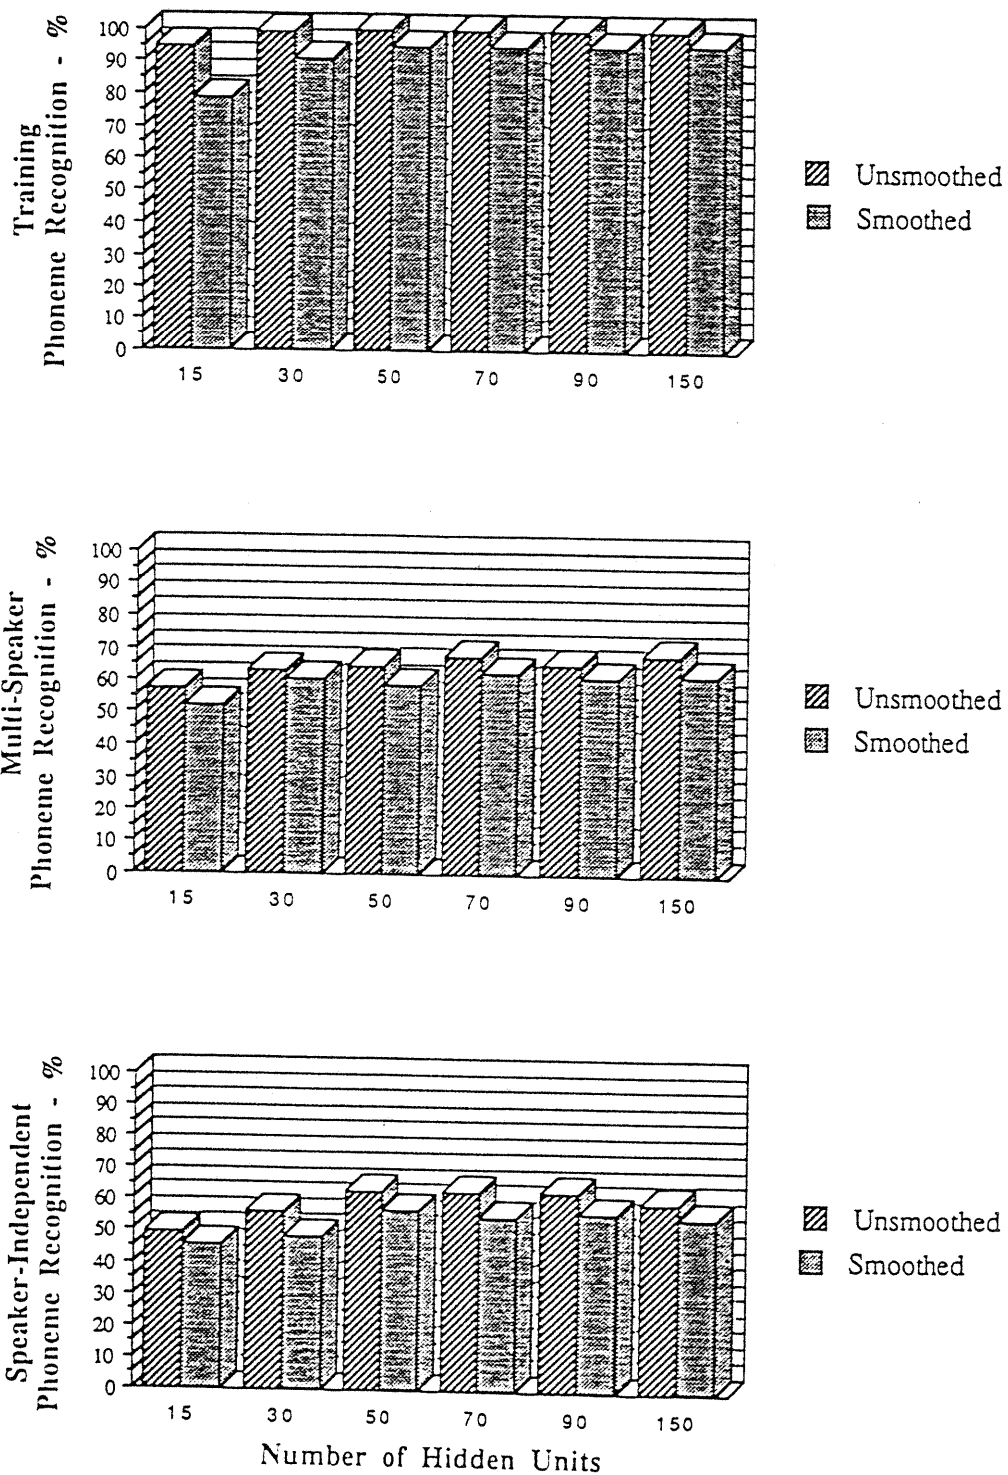 Training
Phoneme Recognition - %
100
90
80
70
60
50
40
30
20
10
0
15 30 50 70 90 150
Unsmoothed
Smoothed
Multi-Speaker
Phoneme Recognition - %
100
90
80
70
60
50
40
30
20
10
0
15 30 50 70 90 150
Unsmoothed
Smoothed
Speaker-Independent
Phoneme Recognition - %
100
90
80
70
60
50
40
30
20
10
0
15 30 50 70 90 150
Unsmoothed
Smoothed
Number of Hidden Units